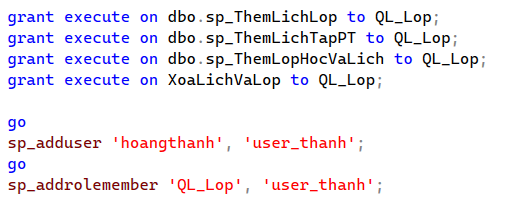 grant execute on dbo.sp_ThemLichLop to QL_Lop;
grant execute on dbo.sp_ThemLichTapPT to QL_Lop;
grant execute on dbo.sp_ThemLopHocVaLich to QL_Lop;
grant execute on XoaLichVaLop to QL_Lop;
go
sp_adduser 'hoangthanh', 'user_thanh';
go
sp_addrolemember 'QL_Lop', 'user_thanh';